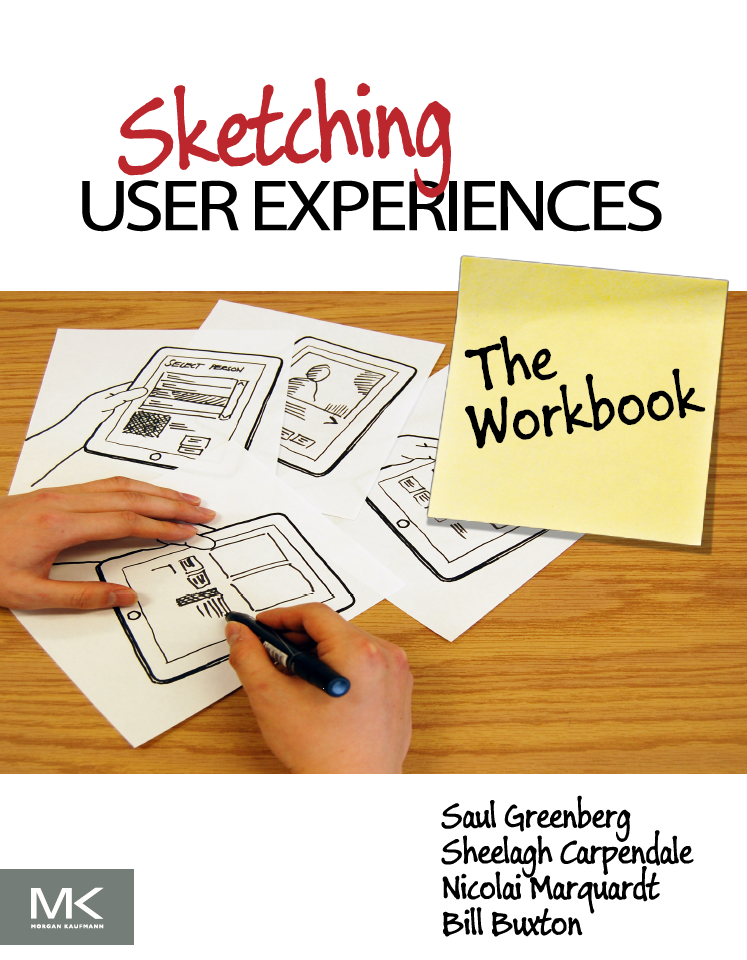 Sketching
USER EXPERIENCES
The
Workbook
SELECT PERSON
Saul Greenberg
Sheelagh Carpendale
Nicolai Marquardt
Bill Buxton
MK
MORGAN KAUFMANN